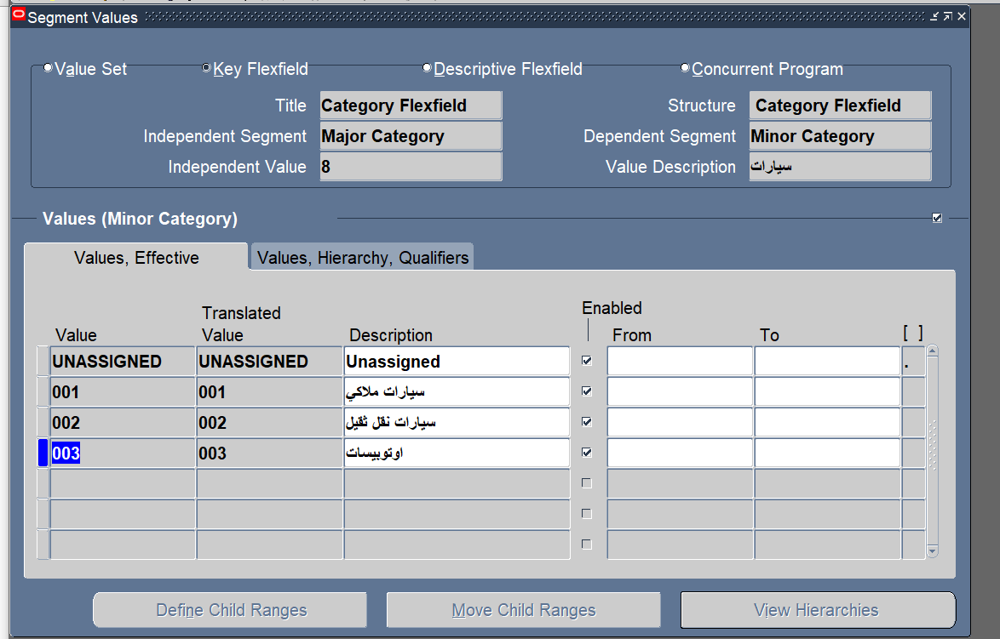 Segment Values
Value Set Key Flexfield Descriptive Flexfield Concurrent Program
Title Category Flexfield Structure Category Flexfield
Independent Segment Major Category Dependent Segment Minor Category
Independent Value 8 Value Description سيارات
Values (Minor Category)
Values, Effective Values, Hierarchy, Qualifiers
Value Translated Value Description Enabled From To [ ]
UNASSIGNED UNASSIGNED Unassigned .
001 001 سيارات ملاكي
002 002 سيارات نقل ثقيل
003 003 اوتوبيسات
Define Child Ranges Move Child Ranges View Hierarchies